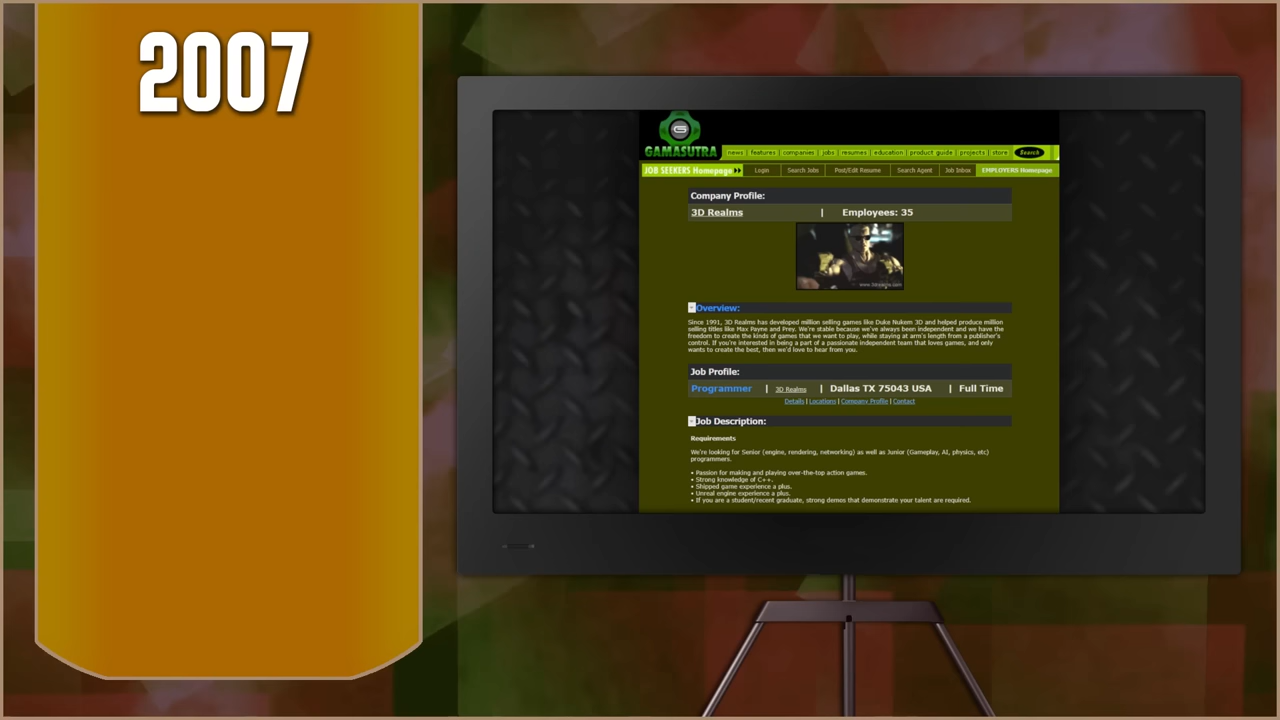 2007
GAMASUTRA
news | features | companies | jobs | resumes | education | product guide | projects | store Search
JOB SEEKERS Homepage Login Search Jobs Post/Edit Resume Search Agent Job Inbox EMPLOYERS Homepage
Company Profile:
3D Realms | Employees: 35
www.3drealms.com
Overview:
Since 1991, 3D Realms has developed million selling games like Duke Nukem 3D and helped produce million
selling titles like Max Payne and Prey. We're stable because we've always been independent and we have the
freedom to create the kinds of games that we want to play, while staying at arm's length from a publisher's
control. If you're interested in being a part of a passionate independent team that loves games, and only
wants to create the best, then we'd love to hear from you.
Job Profile:
Programmer | 3D Realms | Dallas TX 75043 USA | Full Time
Details | Locations | Company Profile | Contact
Job Description:
Requirements
We're looking for Senior (engine, rendering, networking) as well as Junior (Gameplay, AI, physics, etc)
programmers.
• Passion for making and playing over-the-top action games.
• Strong knowledge of C++.
• Shipped game experience a plus.
• Unreal engine experience a plus.
• If you are a student/recent graduate, strong demos that demonstrate your talent are required.